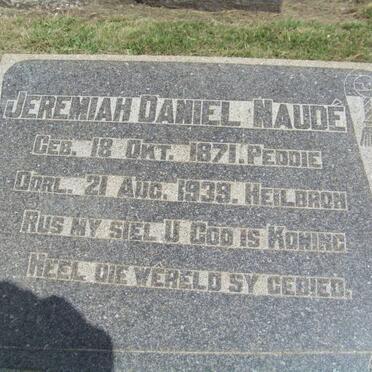 JEREMIAH DANIEL NAUDÉ
GEB. 18 OKT. 1871. PEDDIE
OORL. 21 AUG. 1939. HEILBRON
RUS MY SIEL U GOD IS KONING
HEEL DIE WERELD SY GEBIED.